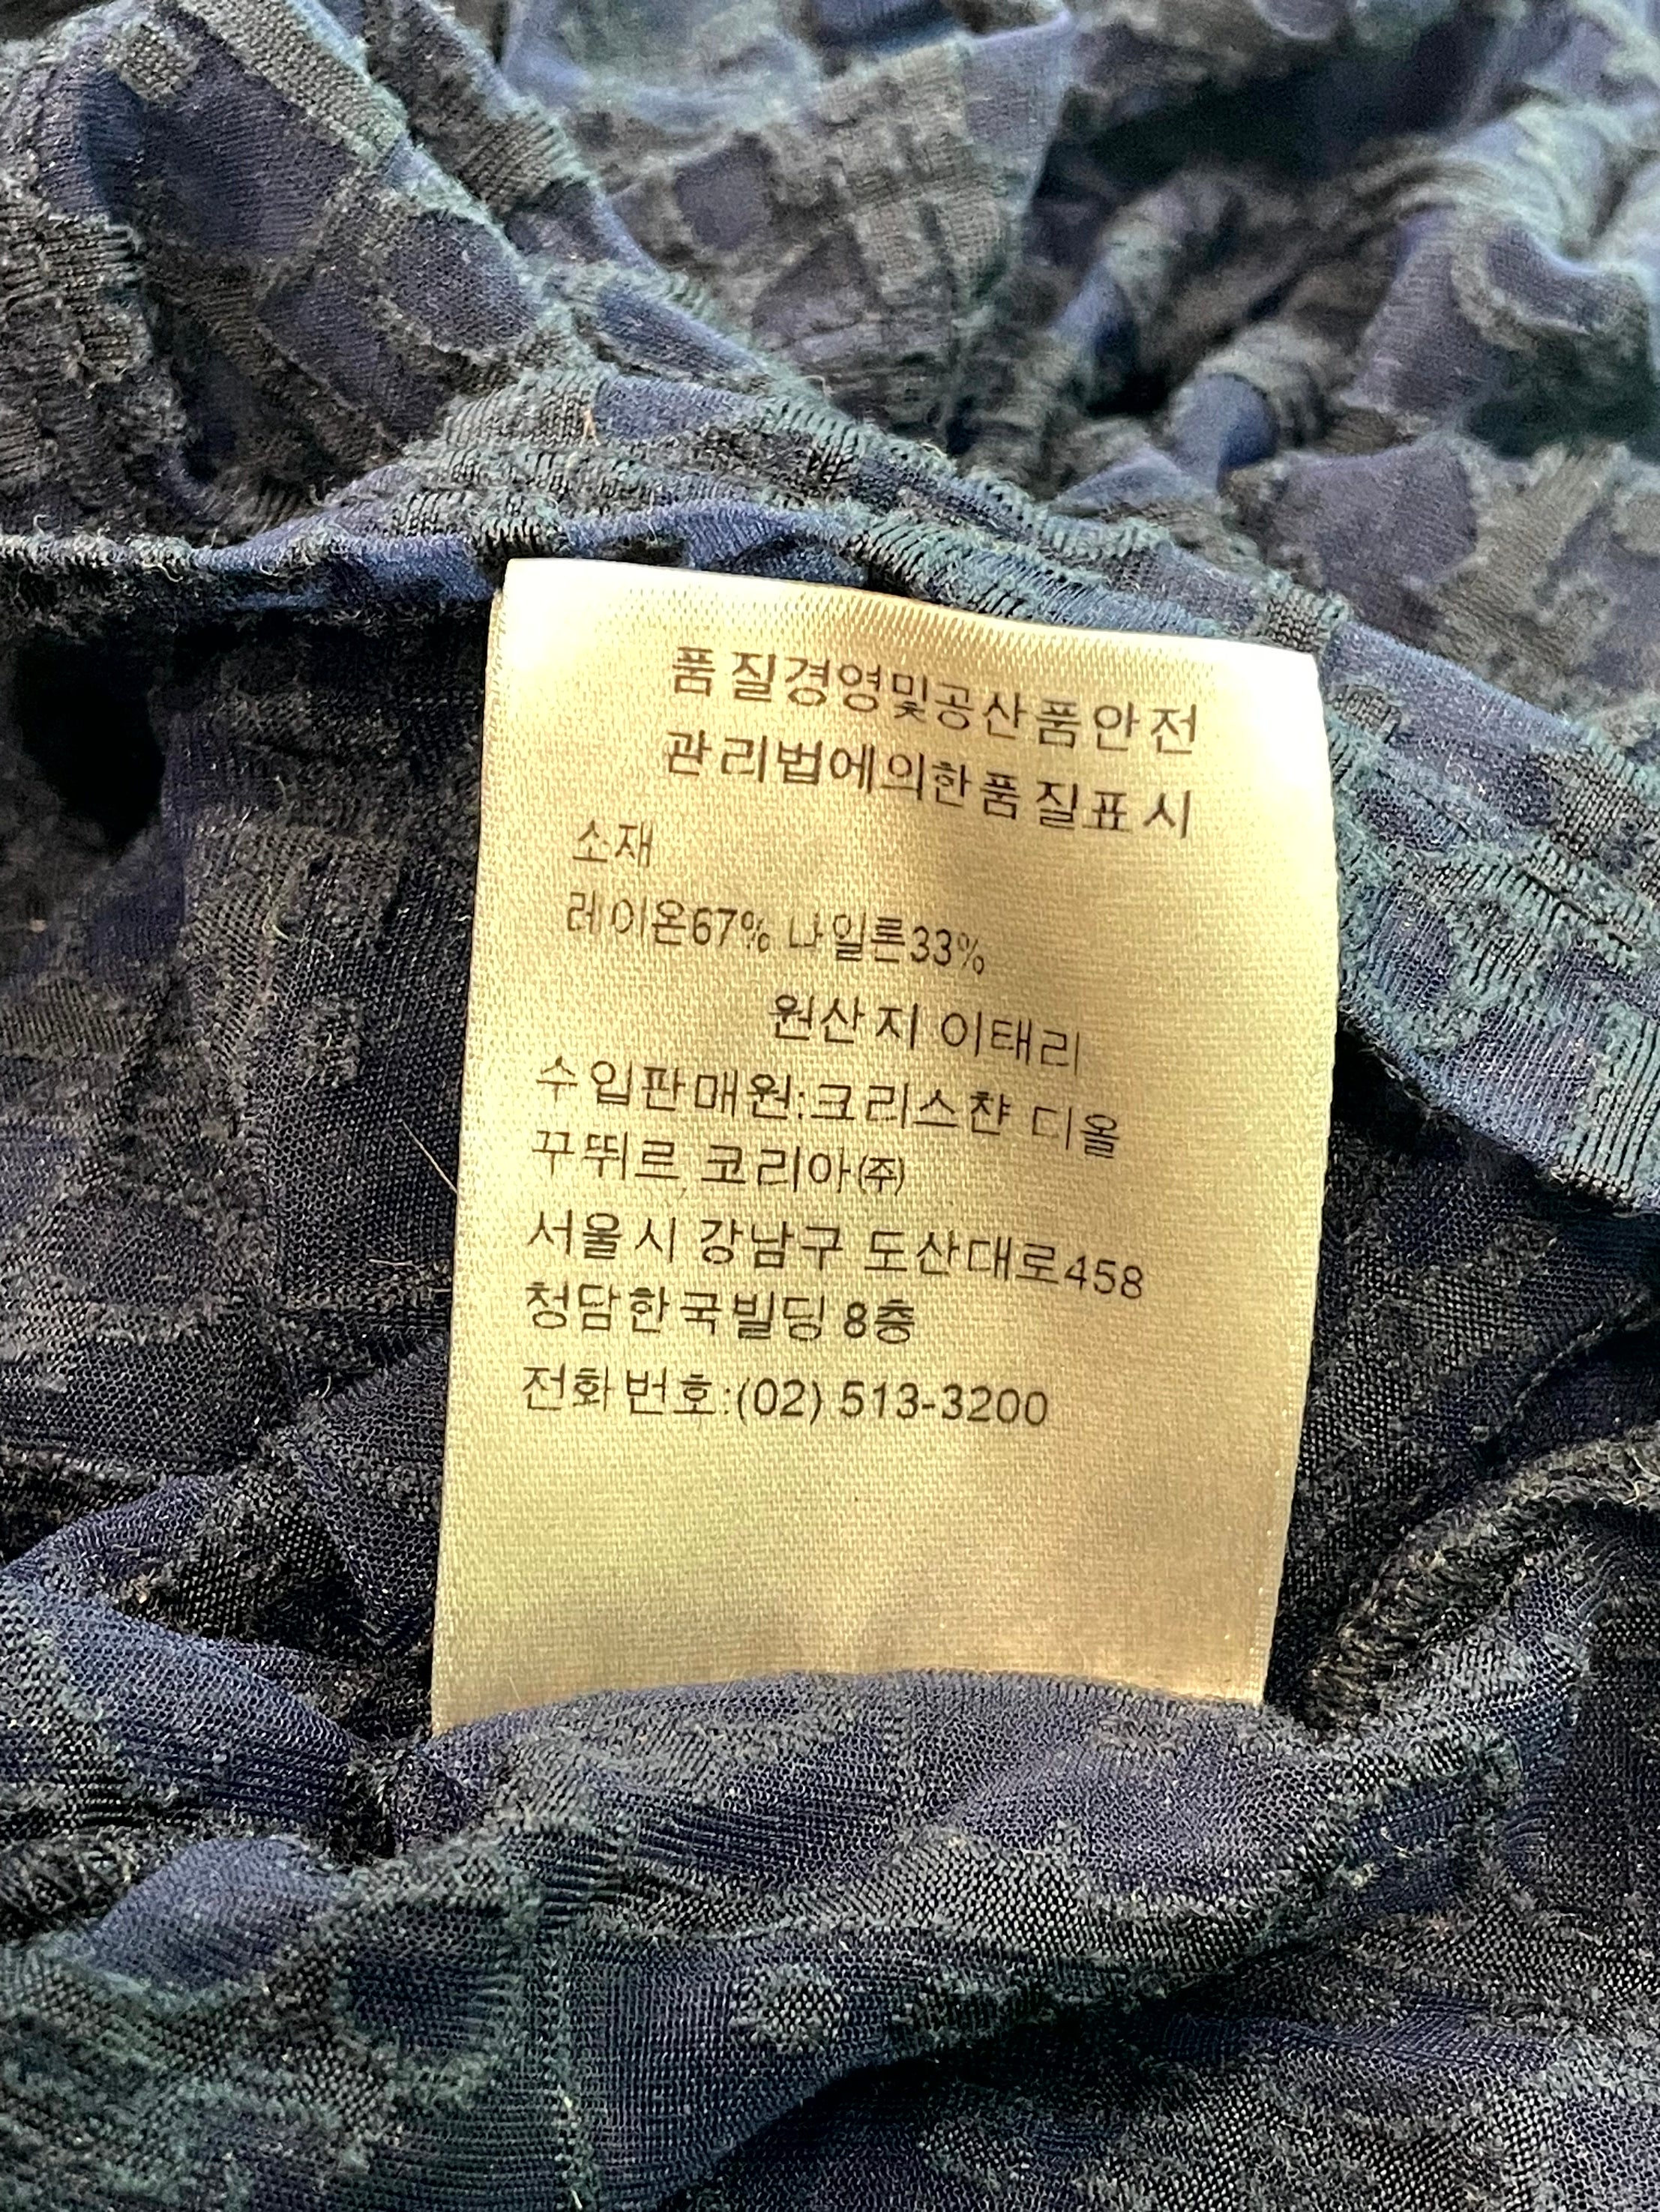 품질경영및공산품안전
관리법에의한품질표시
소재
레이온67% 나일론33%
원산지 이태리
수입판매원:크리스챤 디올
꾸뛰르 코리아㈜
서울시 강남구 도산대로458
청담한국빌딩 8층
전화번호:(02) 513-3200